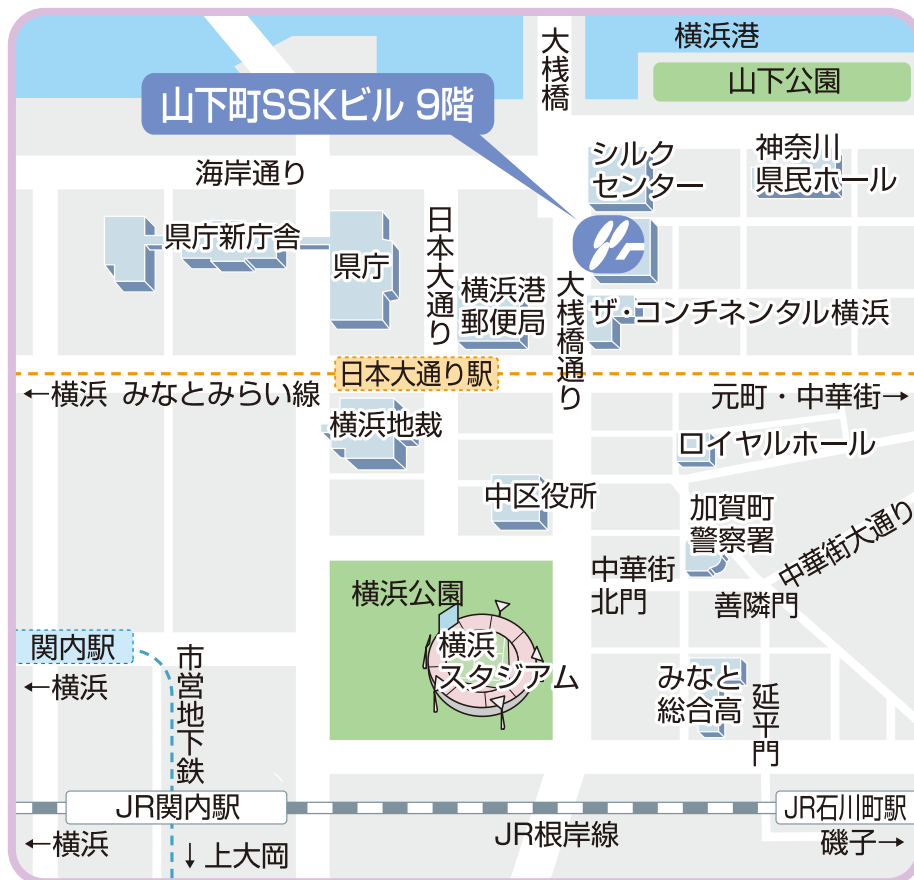 横浜港
大桟橋
山下公園
山下町SSKビル 9階
シルク
センター
神奈川
県民ホール
海岸通り
県庁新庁舎
県庁
日本大通り
横浜港
郵便局
大桟橋通り
ザ・コンチネンタル横浜
日本大通り駅
←横浜 みなとみらい線
元町・中華街→
横浜地裁
ロイヤルホール
中区役所
加賀町
警察署
中華街大通り
中華街
北門
善隣門
横浜公園
横浜
スタジアム
関内駅
←横浜
市営地下鉄
みなと
総合高
延平門
JR関内駅
JR石川町駅
JR根岸線
←横浜
↓上大岡
磯子→